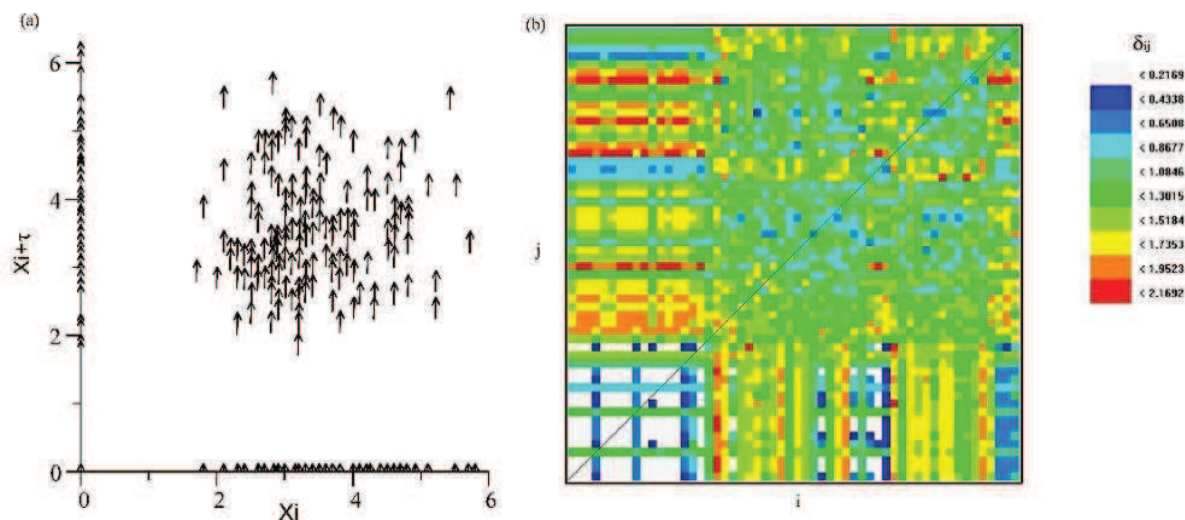 (a)
6
4
2
0
Xi+τ
0
2
4
6
Xi
(b)
j
i
δij
< 0.2169
< 0.4338
< 0.6508
< 0.8677
< 1.0846
< 1.3015
< 1.5184
< 1.7353
< 1.9523
< 2.1692